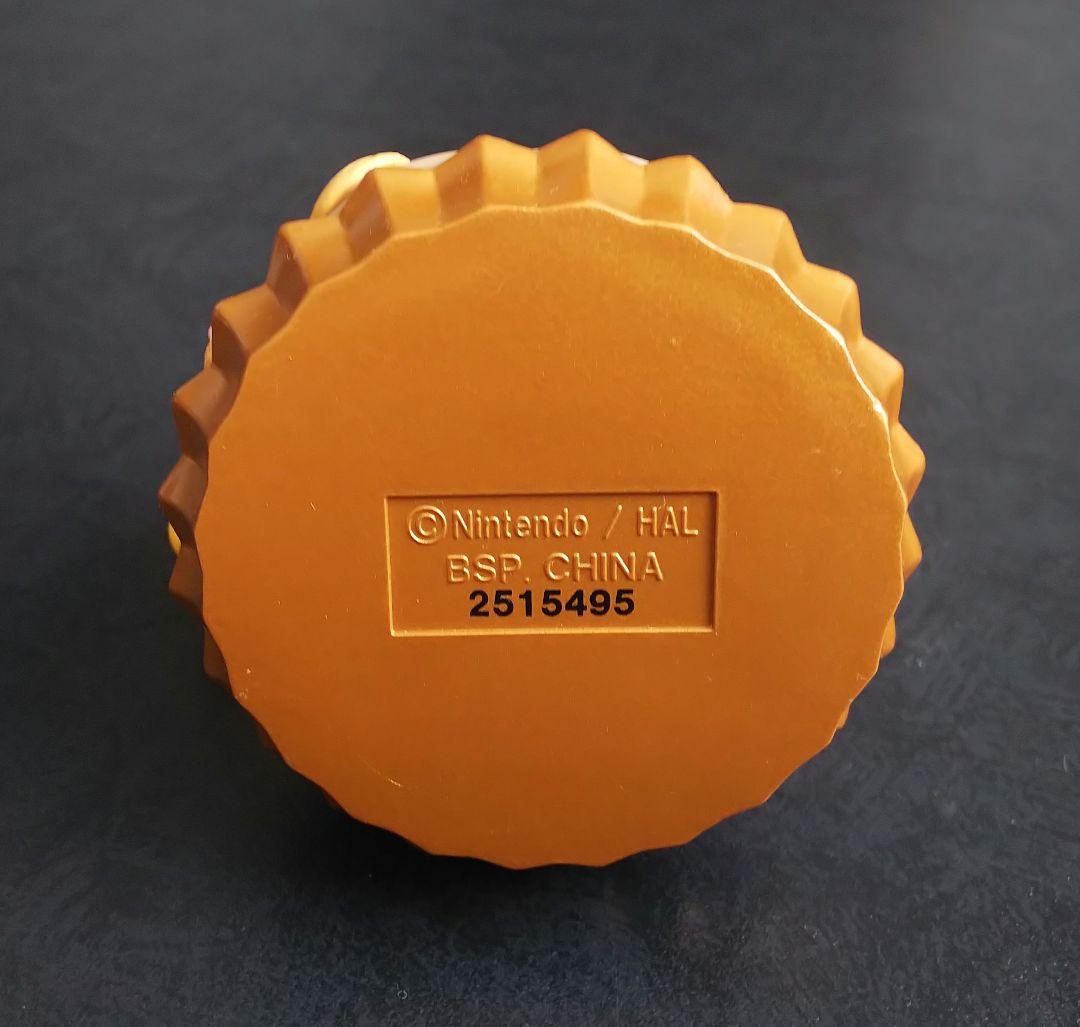 ©Nintendo / HAL
BSP. CHINA
2515495